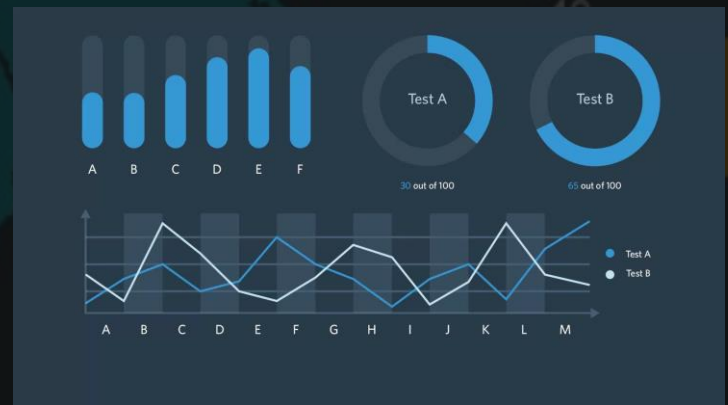 Test A
Test B
A B C D E F
30 out of 100
65 out of 100
Test A
Test B
A B C D E F G H I J K L M